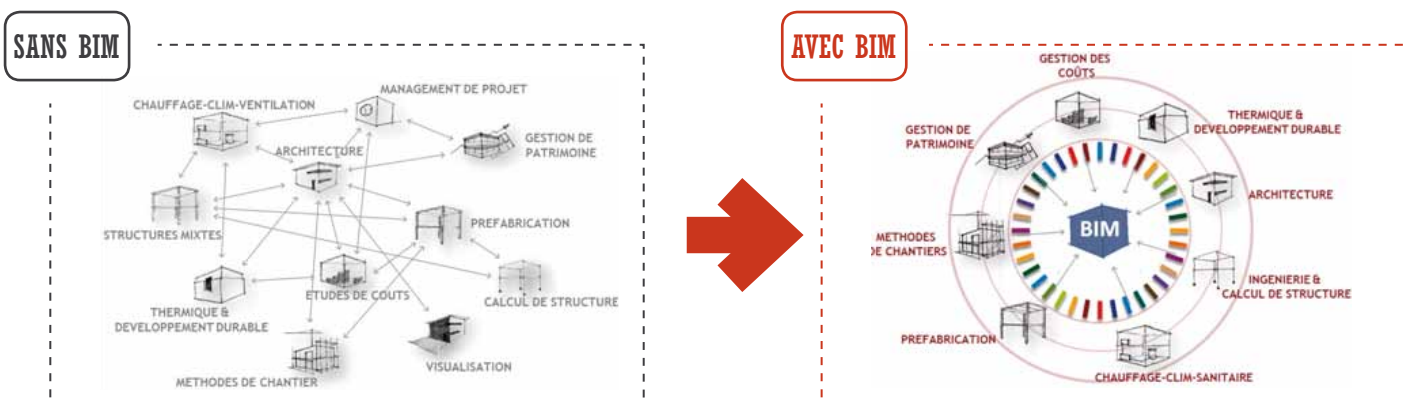 SANS BIM
MANAGEMENT DE PROJET
CHAUFFAGE-CLIM-VENTILATION
GESTION DE
PATRIMOINE
ARCHITECTURE
PREFABRICATION
STRUCTURES MIXTES
ETUDES DE COUTS
CALCUL DE STRUCTURE
THERMIQUE &
DEVELOPPEMENT DURABLE
VISUALISATION
METHODES DE CHANTIER
AVEC BIM
GESTION DES
COÛTS
THERMIQUE &
DEVELOPPEMENT DURABLE
GESTION DE
PATRIMOINE
ARCHITECTURE
BIM
METHODES
DE CHANTIERS
INGENIERIE &
CALCUL DE STRUCTURE
PREFABRICATION
CHAUFFAGE-CLIM-SANITAIRE